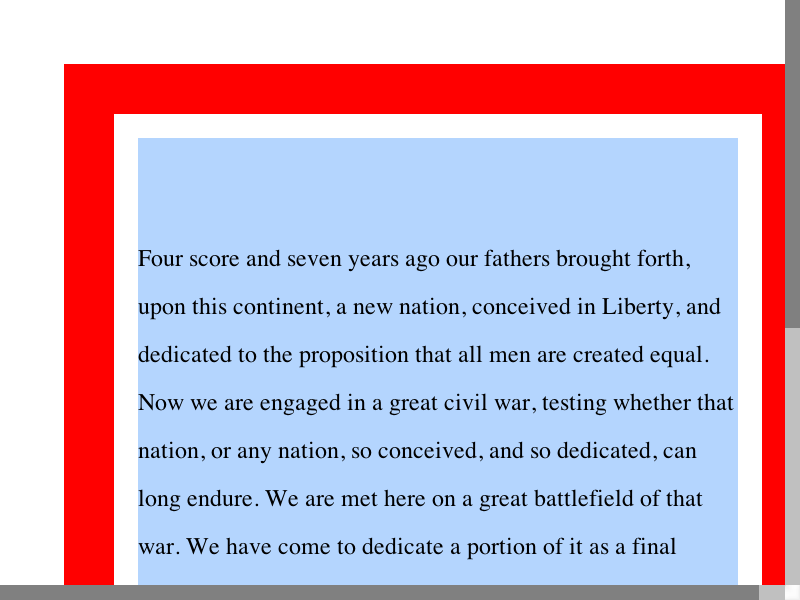 Four score and seven years ago our fathers brought forth,
upon this continent, a new nation, conceived in Liberty, and
dedicated to the proposition that all men are created equal.
Now we are engaged in a great civil war, testing whether that
nation, or any nation, so conceived, and so dedicated, can
long endure. We are met here on a great battlefield of that
war. We have come to dedicate a portion of it as a final